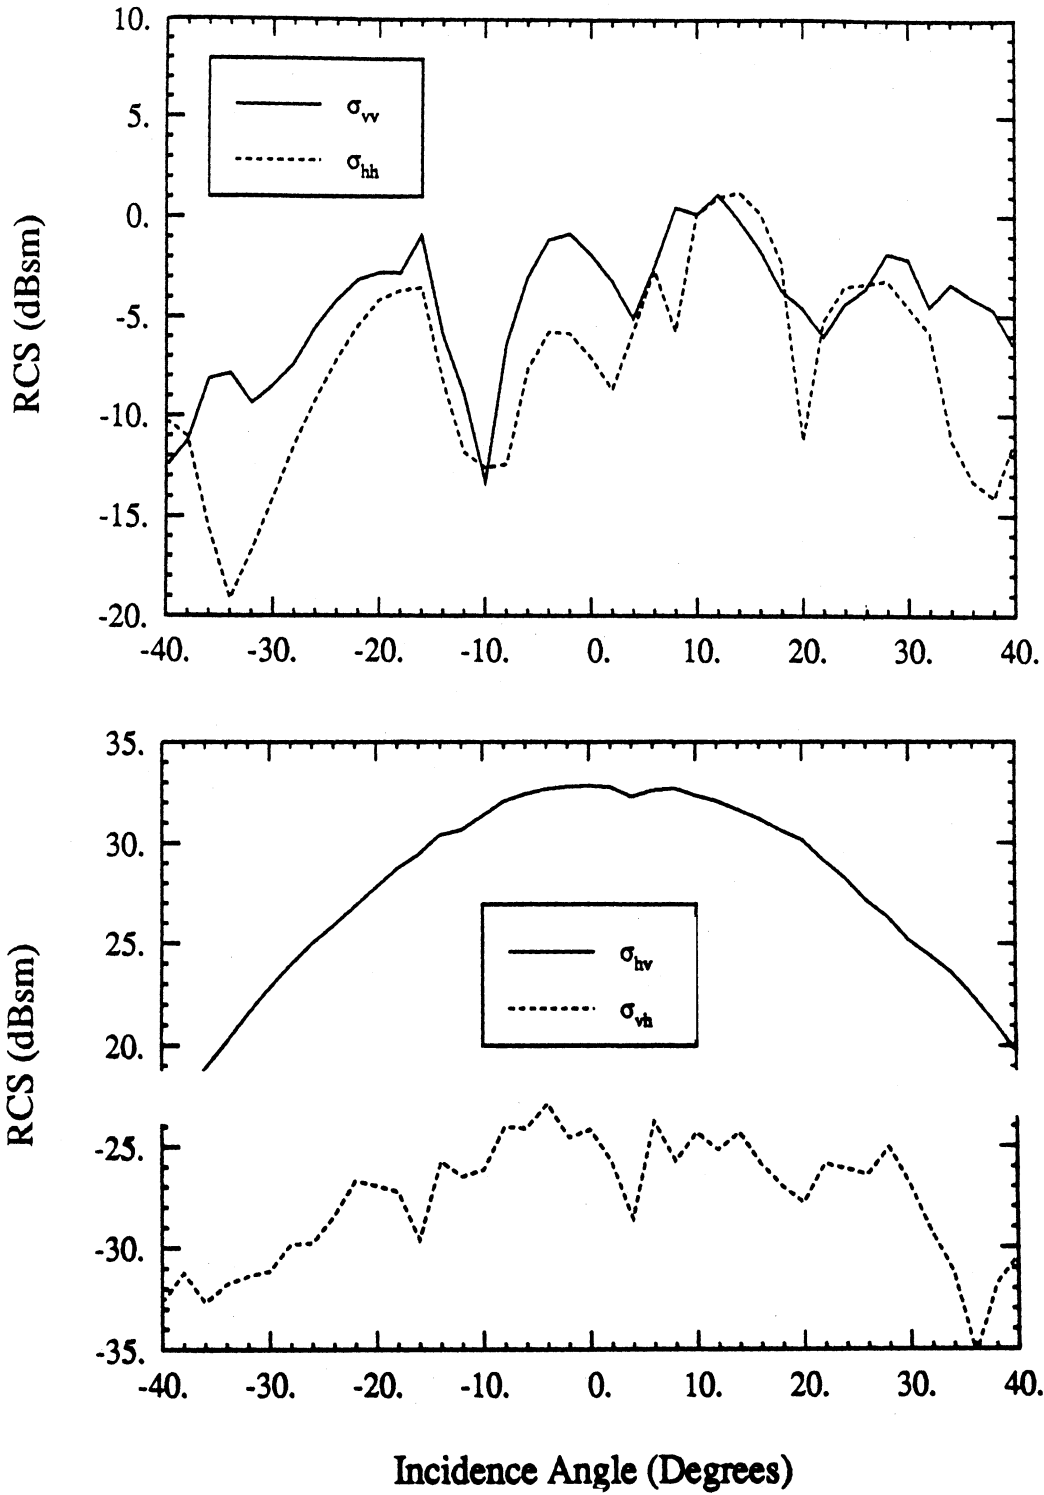 10.
5.
0.
-5.
-10.
-15.
-20.
RCS (dBsm)
σvv
σhh
-40. -30. -20. -10. 0. 10. 20. 30. 40.
35.
30.
25.
20.
-25.
-30.
-35.
RCS (dBsm)
σhv
σvh
-40. -30. -20. -10. 0. 10. 20. 30. 40.
Incidence Angle (Degrees)